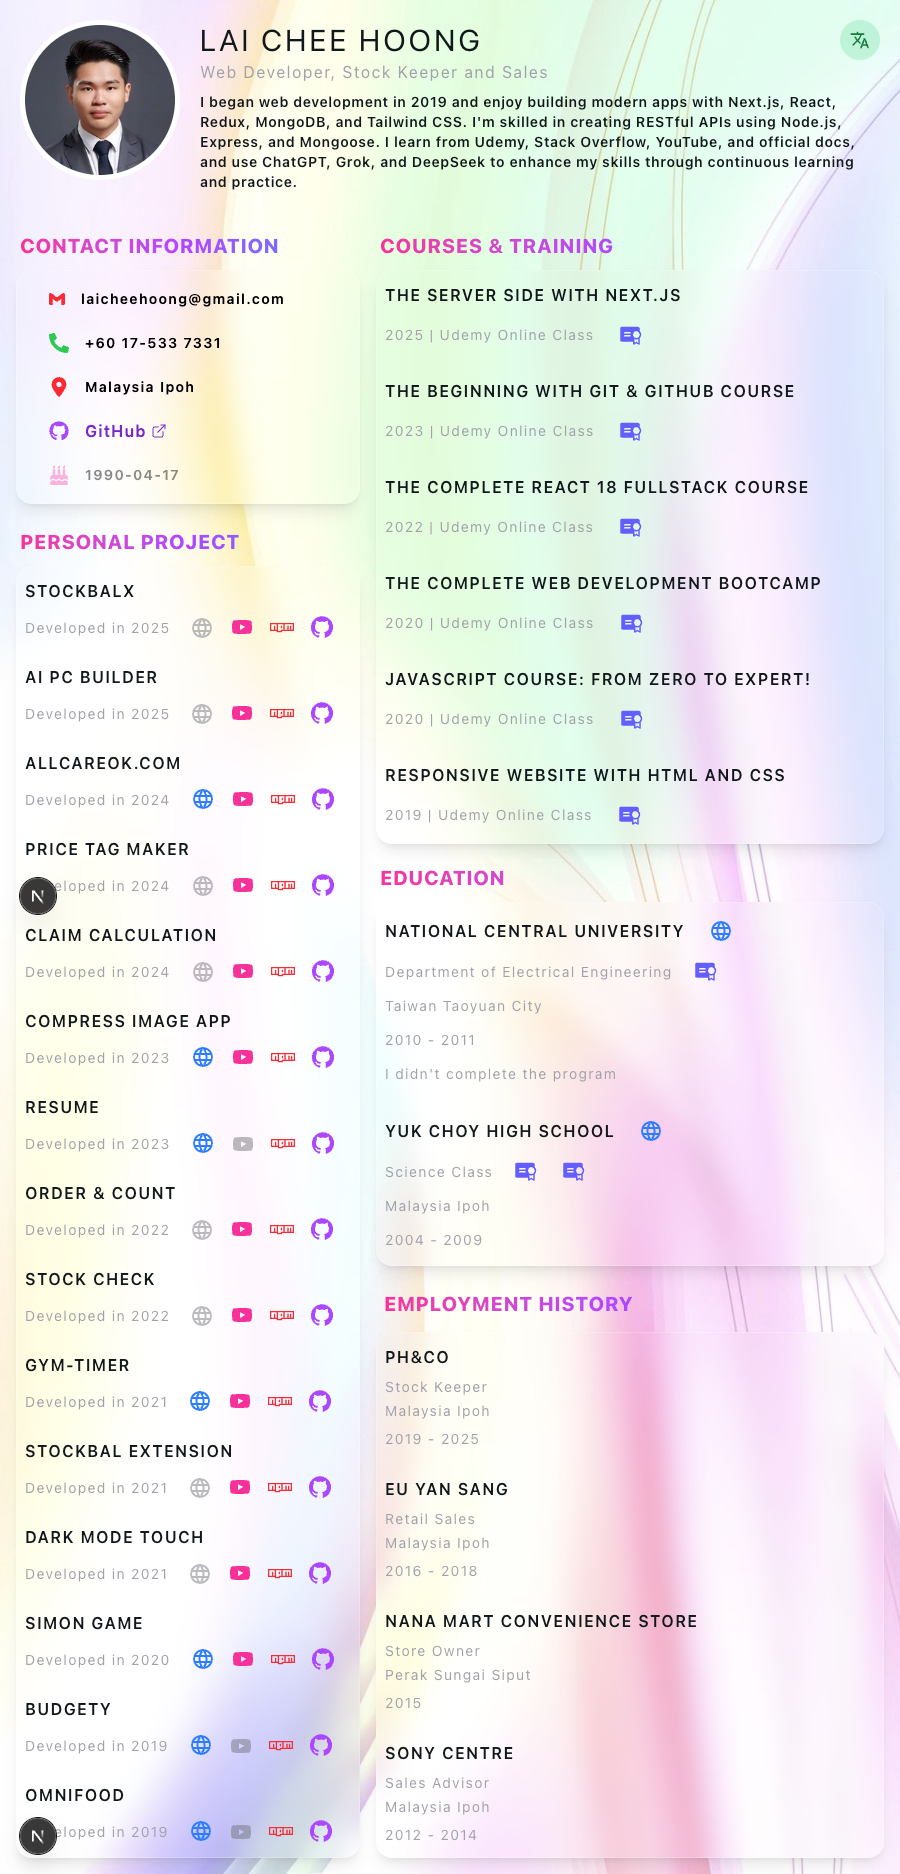 LAI CHEE HOONG
Web Developer, Stock Keeper and Sales
I began web development in 2019 and enjoy building modern apps with Next.js, React,
Redux, MongoDB, and Tailwind CSS. I'm skilled in creating RESTful APIs using Node.js,
Express, and Mongoose. I learn from Udemy, Stack Overflow, YouTube, and official docs,
and use ChatGPT, Grok, and DeepSeek to enhance my skills through continuous learning
and practice.
CONTACT INFORMATION
laicheehoong@gmail.com
+60 17-533 7331
Malaysia Ipoh
GitHub
1990-04-17
PERSONAL PROJECT
STOCKBALX
Developed in 2025
AI PC BUILDER
Developed in 2025
ALLCAREOK.COM
Developed in 2024
PRICE TAG MAKER
eloped in 2024
N
CLAIM CALCULATION
Developed in 2024
COMPRESS IMAGE APP
Developed in 2023
RESUME
Developed in 2023
ORDER & COUNT
Developed in 2022
STOCK CHECK
Developed in 2022
GYM-TIMER
Developed in 2021
STOCKBAL EXTENSION
Developed in 2021
DARK MODE TOUCH
Developed in 2021
SIMON GAME
Developed in 2020
BUDGETY
Developed in 2019
OMNIFOOD
eloped in 2019
N
COURSES & TRAINING
THE SERVER SIDE WITH NEXT.JS
2025 | Udemy Online Class
THE BEGINNING WITH GIT & GITHUB COURSE
2023 | Udemy Online Class
THE COMPLETE REACT 18 FULLSTACK COURSE
2022 | Udemy Online Class
THE COMPLETE WEB DEVELOPMENT BOOTCAMP
2020 | Udemy Online Class
JAVASCRIPT COURSE: FROM ZERO TO EXPERT!
2020 | Udemy Online Class
RESPONSIVE WEBSITE WITH HTML AND CSS
2019 | Udemy Online Class
EDUCATION
NATIONAL CENTRAL UNIVERSITY
Department of Electrical Engineering
Taiwan Taoyuan City
2010 - 2011
I didn't complete the program
YUK CHOY HIGH SCHOOL
Science Class
Malaysia Ipoh
2004 - 2009
EMPLOYMENT HISTORY
PH&CO
Stock Keeper
Malaysia Ipoh
2019 - 2025
EU YAN SANG
Retail Sales
Malaysia Ipoh
2016 - 2018
NANA MART CONVENIENCE STORE
Store Owner
Perak Sungai Siput
2015
SONY CENTRE
Sales Advisor
Malaysia Ipoh
2012 - 2014